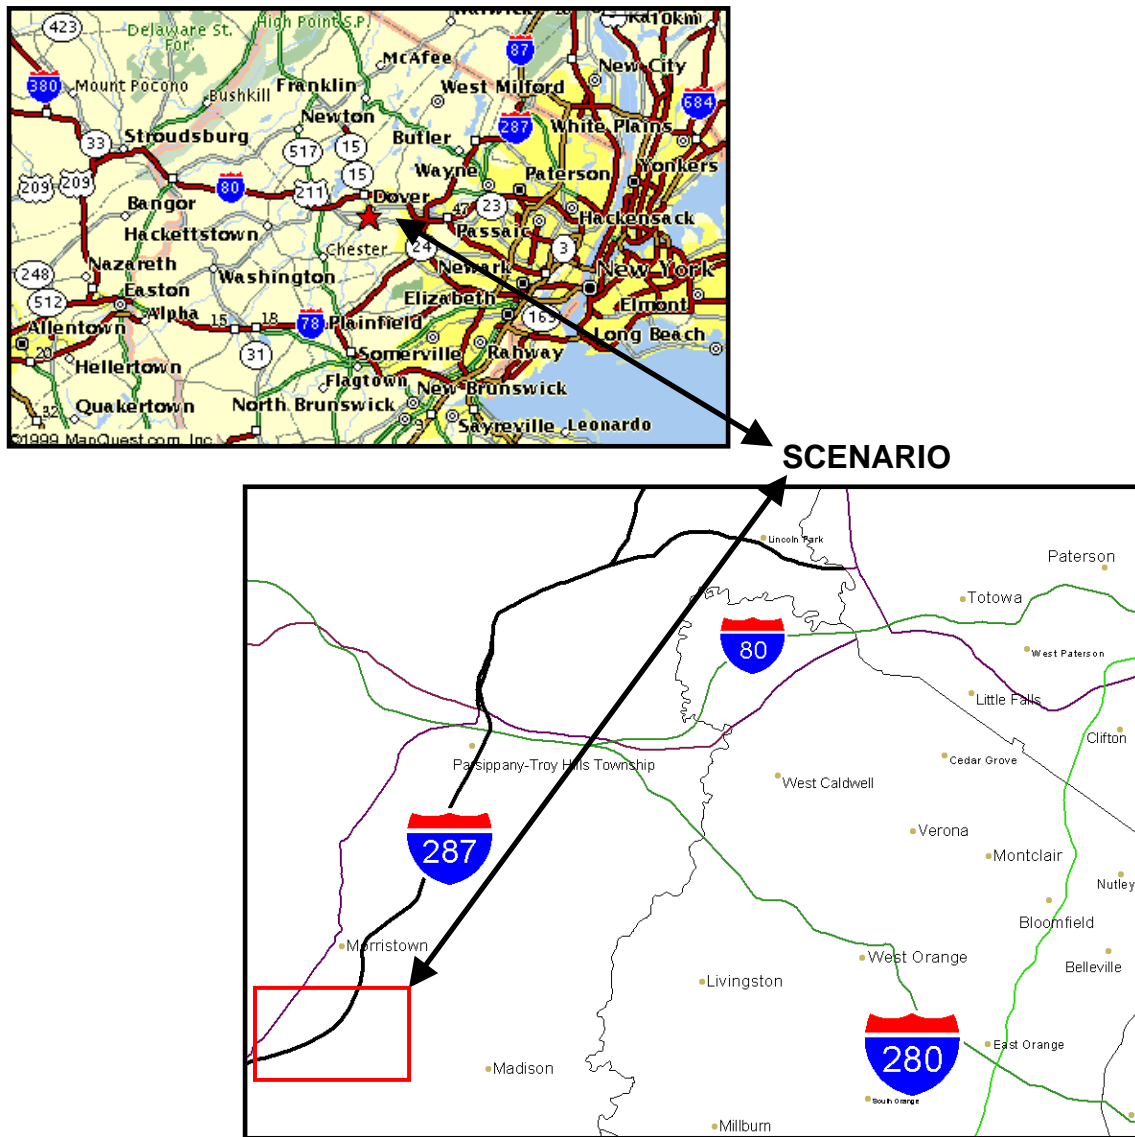 423
Delaware St.
For.
High Point S.P.
10km
McAfee
87
New City
380
Mount Pocono
Bushkill
Franklin
West Milford
684
Newton
287
White Plains
33
Stroudsburg
Butler
517
15
Yonkers
209
209
80
211
15
Wayne
Paterson
Dover
Bangor
47
23
Hackensack
Hackettstown
Passaic
Chester
24
3
Nazareth
Washington
Newark
New York
248
512
Easton
Elizabeth
Elmont
Alpha
15
18
78
Plainfield
163
Allentown
Long Beach
20
31
Somerville
Rahway
Hellertown
Flagtown
New Brunswick
32
Quakertown
North Brunswick
9
Sayreville
Leonardo
©1999 MapQuest.com, Inc.
SCENARIO
Lincoln Park
Paterson
Totowa
80
West Paterson
Little Falls
Clifton
Parsippany-Troy Hills Township
Cedar Grove
West Caldwell
287
Verona
Montclair
Nutley
Bloomfield
Morristown
West Orange
Belleville
Livingston
280
East Orange
Madison
South Orange
Millburn